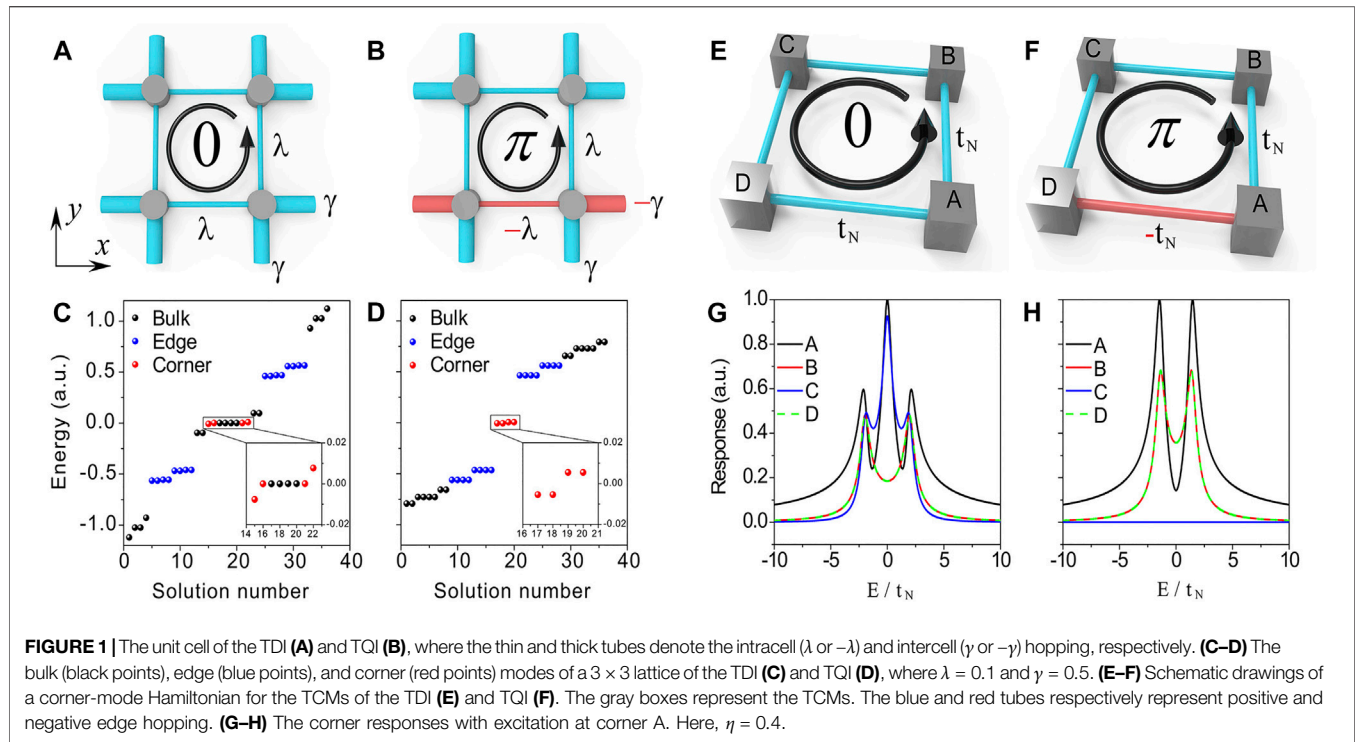 A
B
E
F
0
λ
λ
γ
γ
y
x
π
λ
−λ
−γ
γ
C
B
0
t_N
D
A
t_N
C
B
π
t_N
D
A
-t_N
C
Energy (a.u.)
1.0
0.5
0.0
-0.5
-1.0
Bulk
Edge
Corner
0.02
0.00
-0.02
14 16 18 20 22
0 10 20 30 40
Solution number
D
Bulk
Edge
Corner
0.02
0.00
-0.02
16 17 18 19 20 21
0 10 20 30 40
Solution number
G
Response (a.u.)
1.0
0.8
0.6
0.4
0.2
0.0
A
B
C
D
-10 -5 0 5 10
E / t_N
H
A
B
C
D
-10 -5 0 5 10
E / t_N
FIGURE 1 | The unit cell of the TDI (A) and TQI (B), where the thin and thick tubes denote the intracell (λ or −λ) and intercell (γ or −γ) hopping, respectively. (C–D) The
bulk (black points), edge (blue points), and corner (red points) modes of a 3 × 3 lattice of the TDI (C) and TQI (D), where λ = 0.1 and γ = 0.5. (E–F) Schematic drawings of
a corner-mode Hamiltonian for the TCMs of the TDI (E) and TQI (F). The gray boxes represent the TCMs. The blue and red tubes respectively represent positive and
negative edge hopping. (G–H) The corner responses with excitation at corner A. Here, η = 0.4.